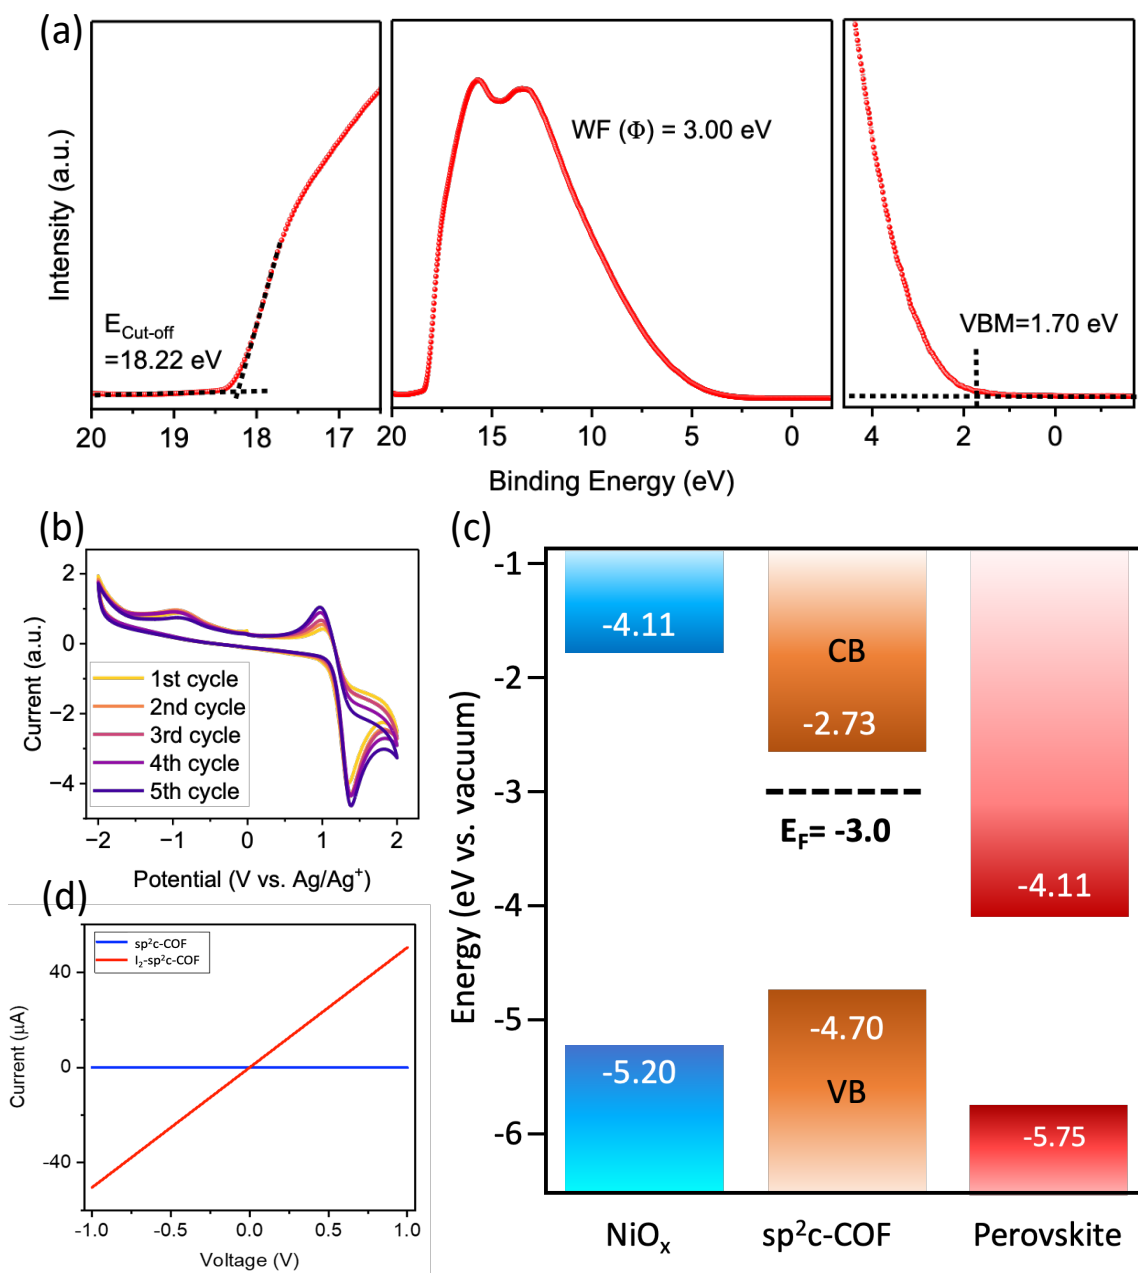 (a)
Intensity (a.u.)
E_Cut-off
=18.22 eV
WF (Φ) = 3.00 eV
VBM=1.70 eV
20 19 18 17
20 15 10 5 0
4 2 0
Binding Energy (eV)
(b)
Current (a.u.)
2
0
−2
−4
1st cycle
2nd cycle
3rd cycle
4th cycle
5th cycle
−2 −1 0 1 2
Potential (V vs. Ag/Ag⁺)
(c)
Energy (eV vs. vacuum)
-1
-2
-3
-4
-5
-6
-4.11
-5.20
CB
-2.73
E_F= -3.0
-4.70
VB
-4.11
-5.75
NiOₓ sp²c-COF Perovskite
(d)
Current (μA)
40
0
-40
sp²c-COF
I₂-sp²c-COF
-1.0 -0.5 0.0 0.5 1.0
Voltage (V)